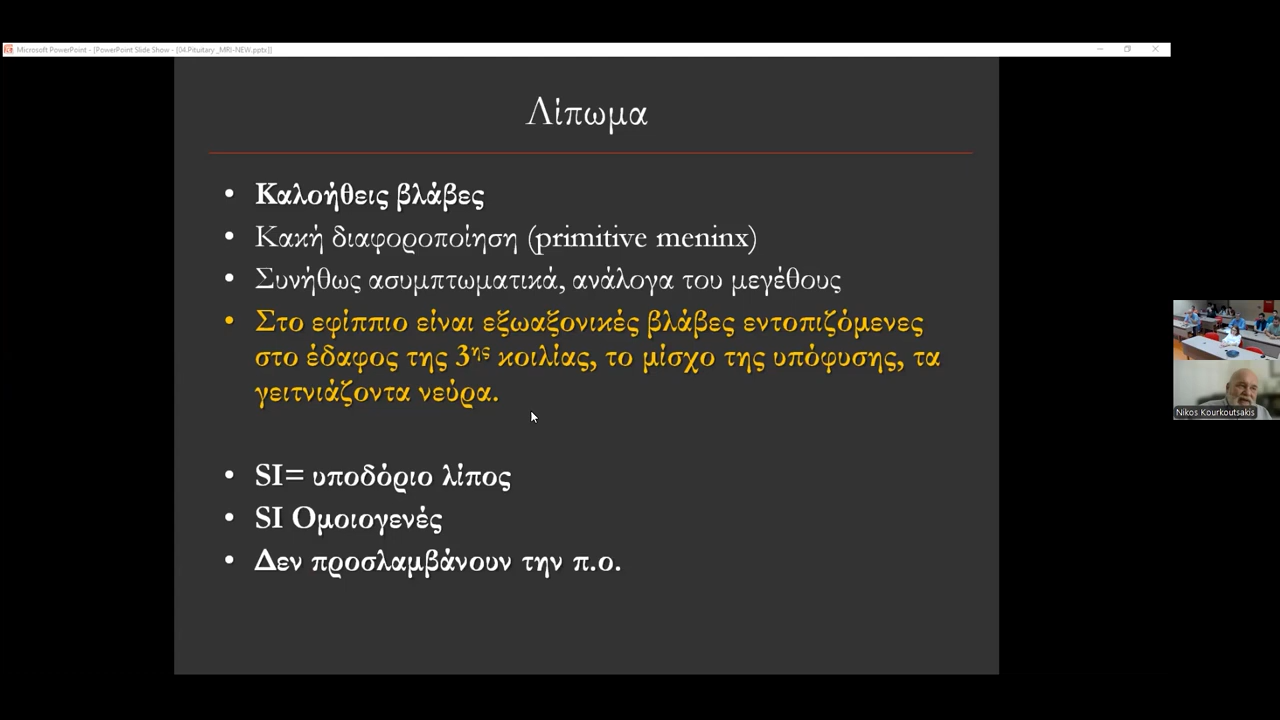 Microsoft PowerPoint - [PowerPoint Slide Show - [04.Pituitary _MRI-NEW.pptx]]
Λίπωμα
• Καλοήθεις βλάβες
• Κακή διαφοροποίηση (primitive meninx)
• Συνήθως ασυμπτωματικά, ανάλογα του μεγέθους
• Στο εφίππιο είναι εξωαξονικές βλάβες εντοπιζόμενες
στο έδαφος της 3ης κοιλίας, το μίσχο της υπόφυσης, τα
γειτνιάζοντα νεύρα.
• SI= υποδόριο λίπος
• SI Ομοιογενές
• Δεν προσλαμβάνουν την π.ο.
Nikos Kourkoutsakis